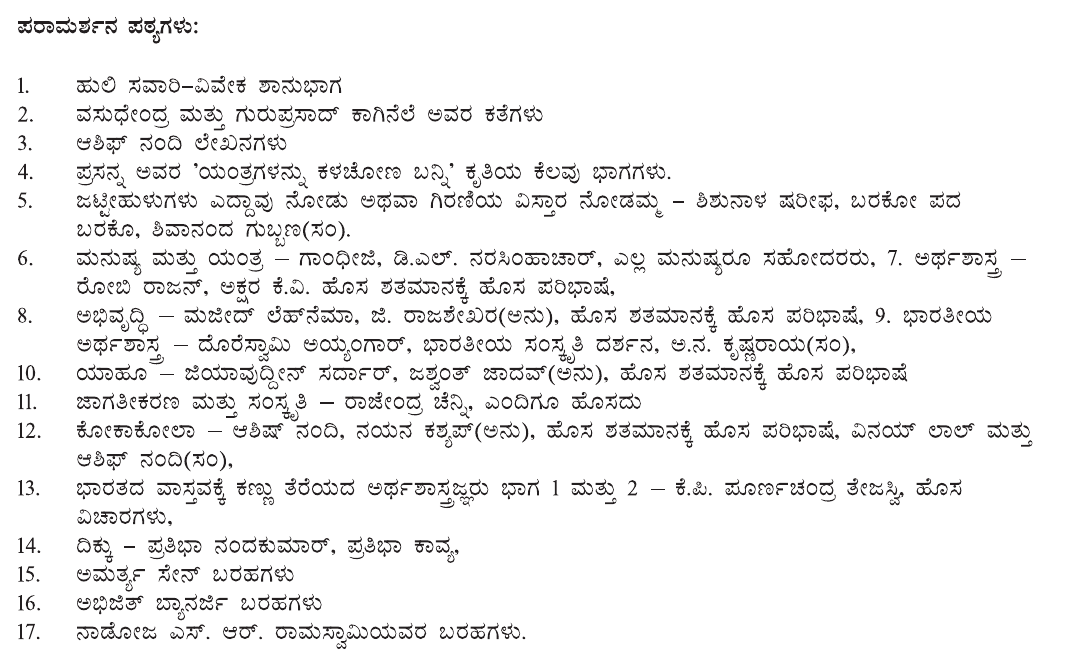 ಪರಾಮರ್ಶನ ಪಠ್ಯಗಳು:
1. ಹುಲಿ ಸವಾರಿ–ವಿವೇಕ ಶಾನುಭಾಗ
2. ವಸುಧೇಂದ್ರ ಮತ್ತು ಗುರುಪ್ರಸಾದ್ ಕಾಗಿನೆಲೆ ಅವರ ಕತೆಗಳು
3. ಆಶಿಫ್ ನಂದಿ ಲೇಖನಗಳು
4. ಪ್ರಸನ್ನ ಅವರ 'ಯಂತ್ರಗಳನ್ನು ಕಳಚೋಣ ಬನ್ನಿ' ಕೃತಿಯ ಕೆಲವು ಭಾಗಗಳು.
5. ಜಟ್ಟೀಹುಳುಗಳು ಎದ್ದಾವು ನೋಡು ಅಥವಾ ಗಿರಣಿಯ ವಿಸ್ತಾರ ನೋಡಮ್ಮ – ಶಿಶುನಾಳ ಷರೀಫ, ಬರಕೋ ಪದ
ಬರಕೊ, ಶಿವಾನಂದ ಗುಬ್ಬಣ(ಸಂ).
6. ಮನುಷ್ಯ ಮತ್ತು ಯಂತ್ರ – ಗಾಂಧೀಜಿ, ಡಿ.ಎಲ್. ನರಸಿಂಹಾಚಾರ್, ಎಲ್ಲ ಮನುಷ್ಯರೂ ಸಹೋದರರು, 7. ಅರ್ಥಶಾಸ್ತ್ರ –
ರೋಬಿ ರಾಜನ್, ಅಕ್ಷರ ಕೆ.ವಿ. ಹೊಸ ಶತಮಾನಕ್ಕೆ ಹೊಸ ಪರಿಭಾಷೆ,
8. ಅಭಿವೃದ್ಧಿ – ಮಜೀದ್ ಲೆಹ್‌ನೆಮಾ, ಜಿ. ರಾಜಶೇಖರ(ಅನು), ಹೊಸ ಶತಮಾನಕ್ಕೆ ಹೊಸ ಪರಿಭಾಷೆ, 9. ಭಾರತೀಯ
ಅರ್ಥಶಾಸ್ತ್ರ – ದೊರೆಸ್ವಾಮಿ ಅಯ್ಯಂಗಾರ್, ಭಾರತೀಯ ಸಂಸ್ಕೃತಿ ದರ್ಶನ, ಅ.ನ. ಕೃಷ್ಣರಾಯ(ಸಂ),
10. ಯಾಹೂ – ಜಿಯಾವುದ್ದೀನ್ ಸರ್ದಾರ್, ಜಶ್ವಂತ್ ಜಾದವ್(ಅನು), ಹೊಸ ಶತಮಾನಕ್ಕೆ ಹೊಸ ಪರಿಭಾಷೆ
11. ಜಾಗತೀಕರಣ ಮತ್ತು ಸಂಸ್ಕೃತಿ – ರಾಜೇಂದ್ರ ಚೆನ್ನಿ, ಎಂದಿಗೂ ಹೊಸದು
12. ಕೋಕಾಕೋಲಾ – ಆಶಿಷ್ ನಂದಿ, ನಯನ ಕಶ್ಯಪ್(ಅನು), ಹೊಸ ಶತಮಾನಕ್ಕೆ ಹೊಸ ಪರಿಭಾಷೆ, ವಿನಯ್ ಲಾಲ್ ಮತ್ತು
ಆಶಿಫ್ ನಂದಿ(ಸಂ),
13. ಭಾರತದ ವಾಸ್ತವಕ್ಕೆ ಕಣ್ಣು ತೆರೆಯದ ಅರ್ಥಶಾಸ್ತ್ರಜ್ಞರು ಭಾಗ 1 ಮತ್ತು 2 – ಕೆ.ಪಿ. ಪೂರ್ಣಚಂದ್ರ ತೇಜಸ್ವಿ, ಹೊಸ
ವಿಚಾರಗಳು,
14. ದಿಕ್ಕು – ಪ್ರತಿಭಾ ನಂದಕುಮಾರ್, ಪ್ರತಿಭಾ ಕಾವ್ಯ,
15. ಅಮರ್ತ್ಯ ಸೇನ್ ಬರಹಗಳು
16. ಅಭಿಜಿತ್ ಬ್ಯಾನರ್ಜಿ ಬರಹಗಳು
17. ನಾಡೋಜ ಎಸ್. ಆರ್. ರಾಮಸ್ವಾಮಿಯವರ ಬರಹಗಳು.